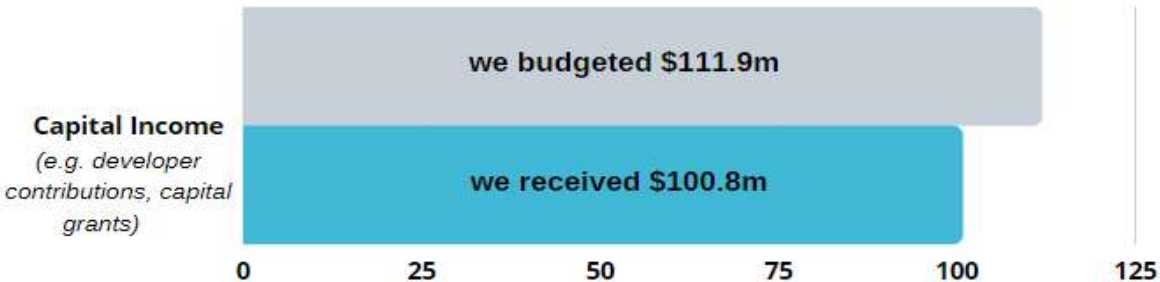 we budgeted $111.9m
Capital Income
(e.g. developer
contributions, capital
grants)
we received $100.8m
0 25 50 75 100 125